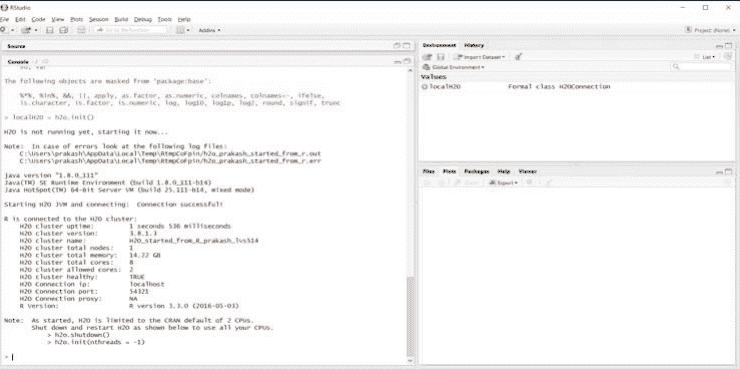 RStudio
File Edit Code View Plots Session Build Debug Tools Help
Go to file/function Addins Project: (None)
Source
Console ~/
The following objects are masked from 'package:base':
%*%, %in%, &&, ||, apply, as.factor, as.numeric, colnames, colnames<-, ifelse,
is.character, is.factor, is.numeric, log, log10, log1p, log2, round, signif, trunc
> localH2O = h2o.init()
H2O is not running yet, starting it now...
Note: In case of errors look at the following log files:
C:\Users\prakash\AppData\Local\Temp\RtmpCoFpin/h2o_prakash_started_from_r.out
C:\Users\prakash\AppData\Local\Temp\RtmpCoFpin/h2o_prakash_started_from_r.err
java version "1.8.0_111"
Java(TM) SE Runtime Environment (build 1.8.0_111-b14)
Java HotSpot(TM) 64-Bit Server VM (build 25.111-b14, mixed mode)
Starting H2O JVM and connecting: Connection successful!
R is connected to the H2O cluster:
H2O cluster uptime: 1 seconds 536 milliseconds
H2O cluster version: 3.8.1.3
H2O cluster name: H2O_started_from_R_prakash_lvs514
H2O cluster total nodes: 1
H2O cluster total memory: 14.22 GB
H2O cluster total cores: 8
H2O cluster allowed cores: 2
H2O cluster healthy: TRUE
H2O Connection ip: localhost
H2O Connection port: 54321
H2O Connection proxy: NA
R Version: R version 3.3.0 (2016-05-03)
Note: As started, H2O is limited to the CRAN default of 2 CPUs.
Shut down and restart H2O as shown below to use all your CPUs.
> h2o.shutdown()
> h2o.init(nthreads = -1)
>
Environment History
Import Dataset List
Global Environment
Values
localH2O Formal class H2OConnection
Files Plots Packages Help Viewer
Export